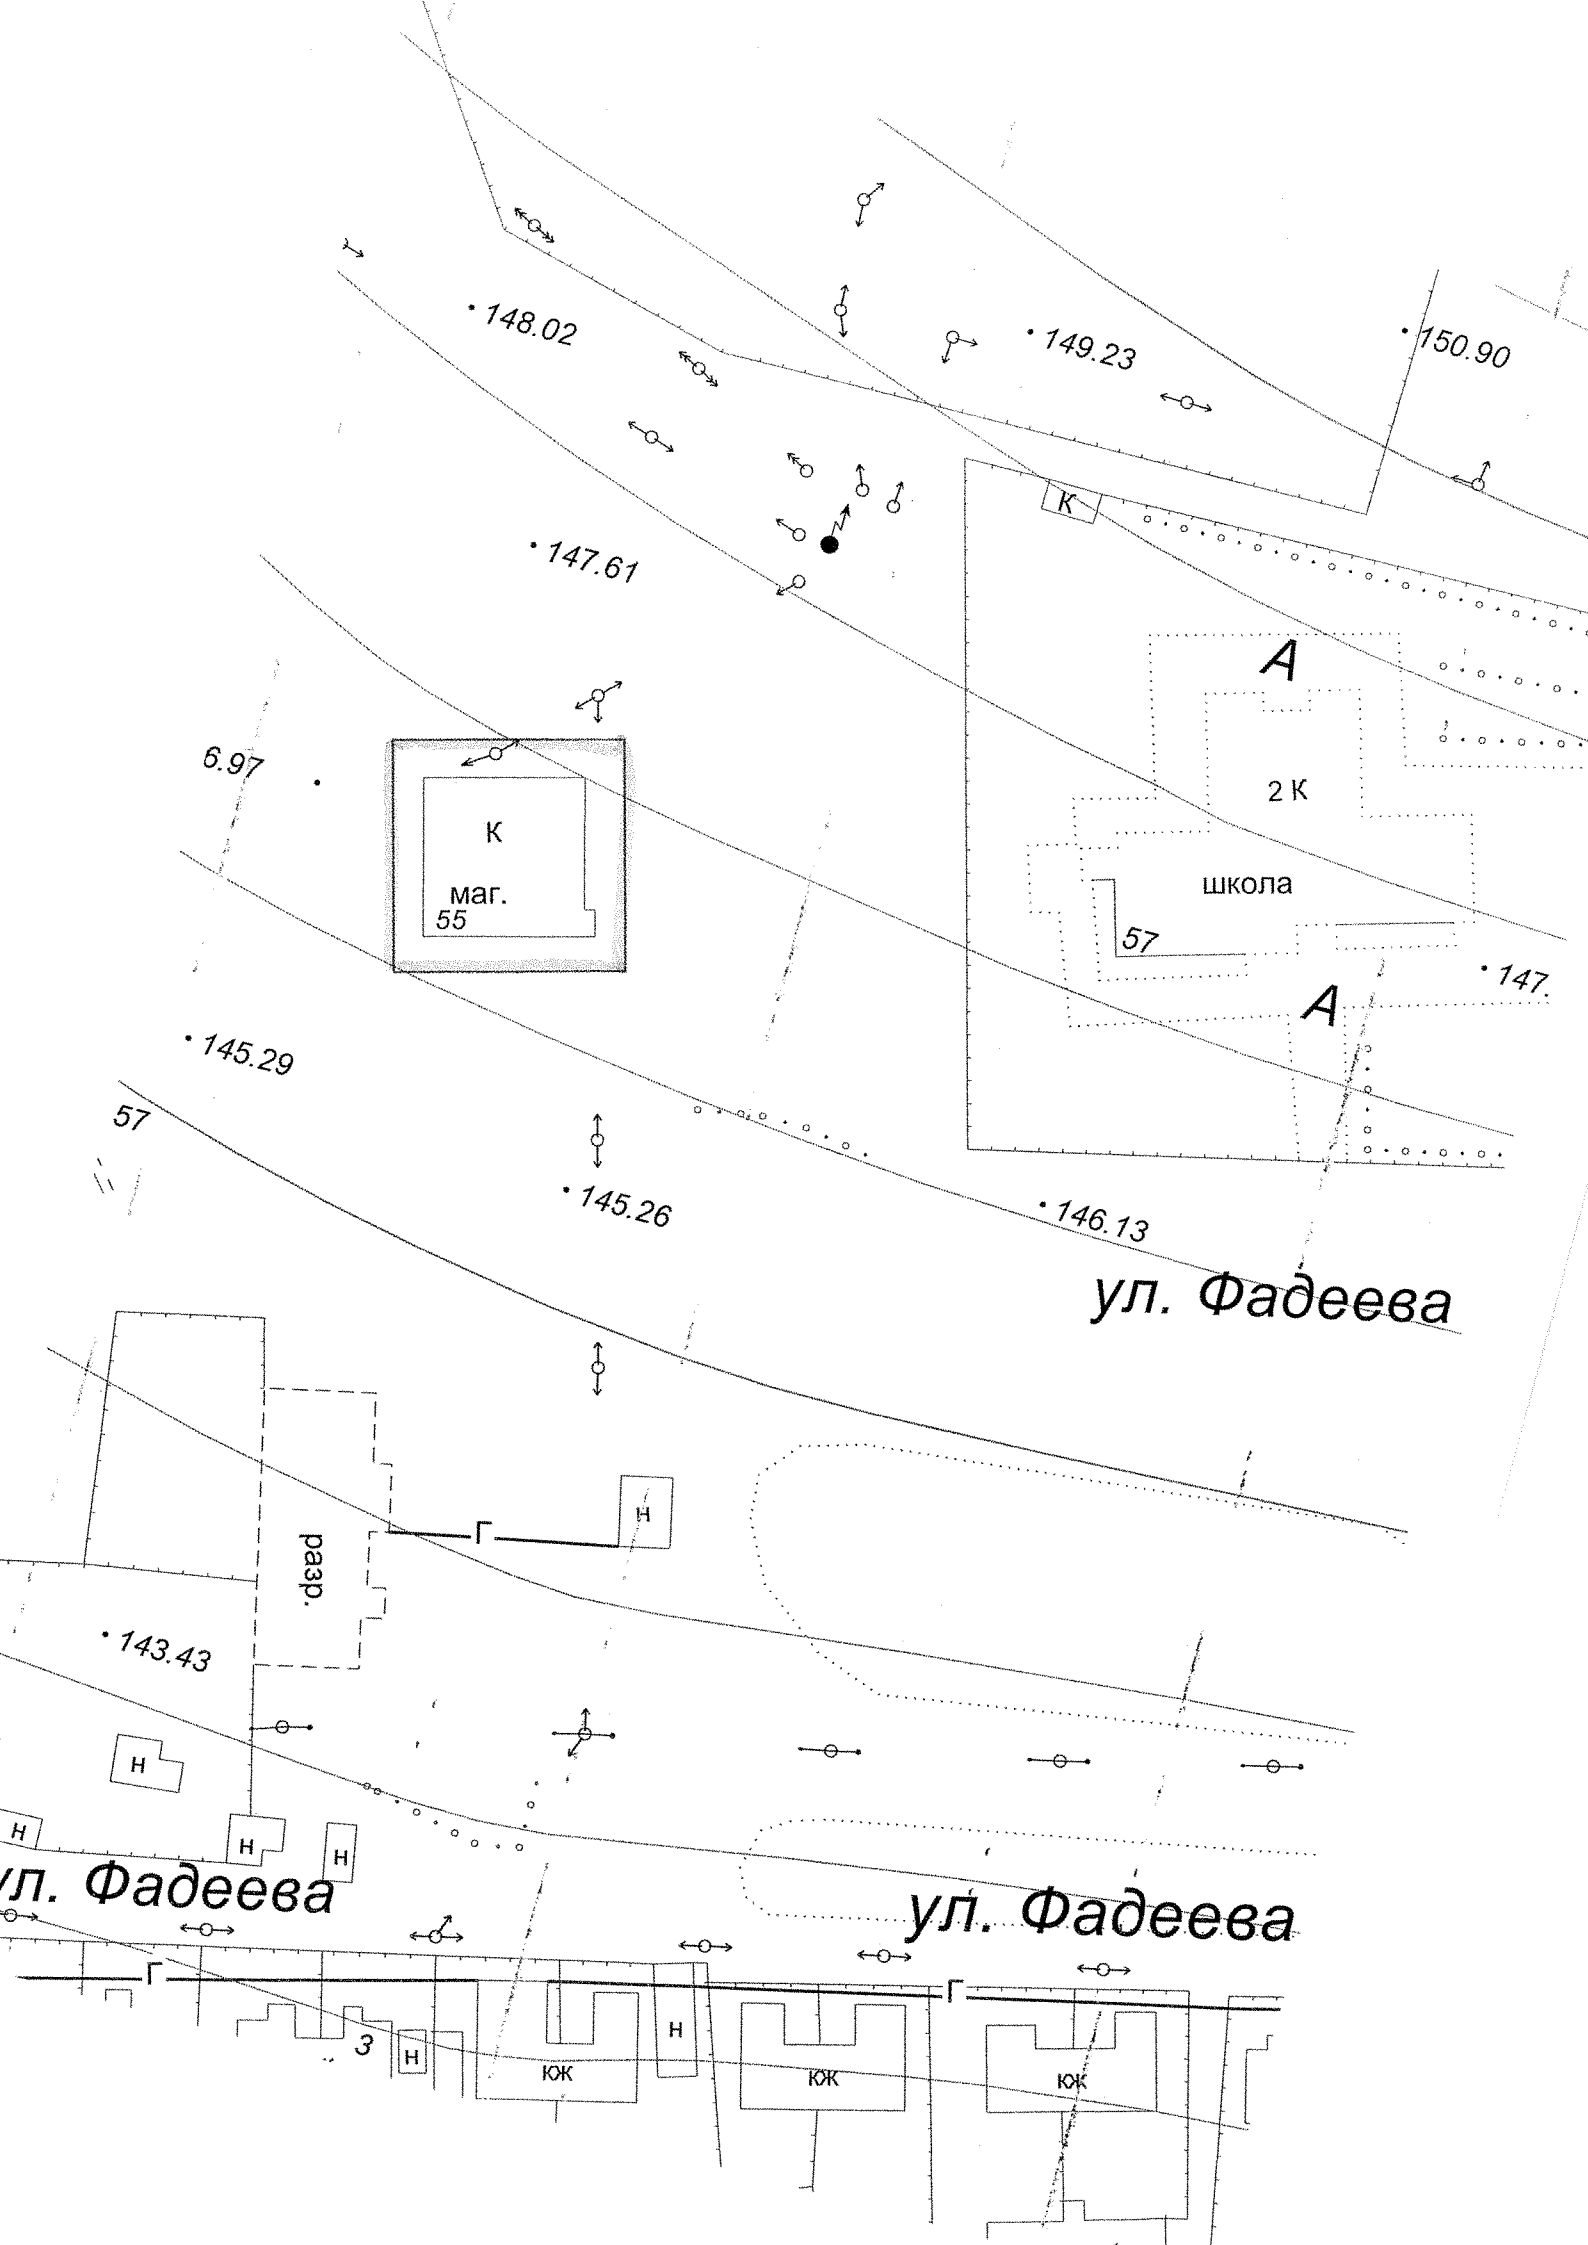 148.02
149.23
150.90
К
147.61
А
6.97
2 К
К
школа
маг.
55
57
147.
А
145.29
57
145.26
146.13
ул. Фадеева
н
Г
разр.
143.43
н
н
н
н
ул. Фадеева
ул. Фадеева
Г
Г
н
3
н
кж
кж
кж